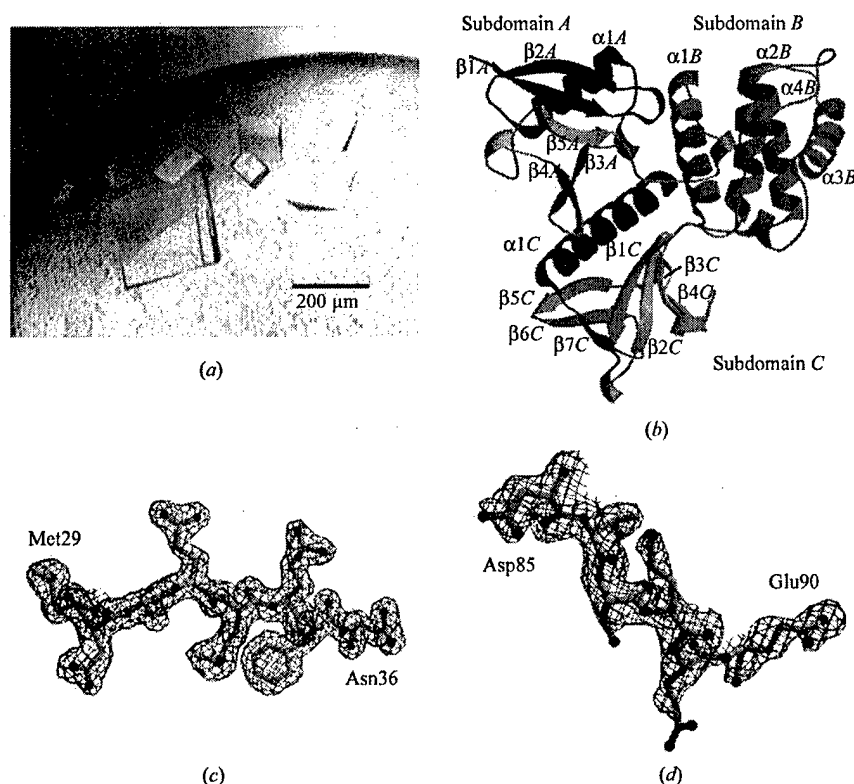 200 μm
(a)
Subdomain A
Subdomain B
α1A
β2A
β1A
α1B
α2B
α4B
β5A
β3A
β4A
α3B
α1C
β1C
β3C
β5C
β4C
β6C
β7C
β2C
Subdomain C
(b)
Met29
Asn36
(c)
Asp85
Glu90
(d)